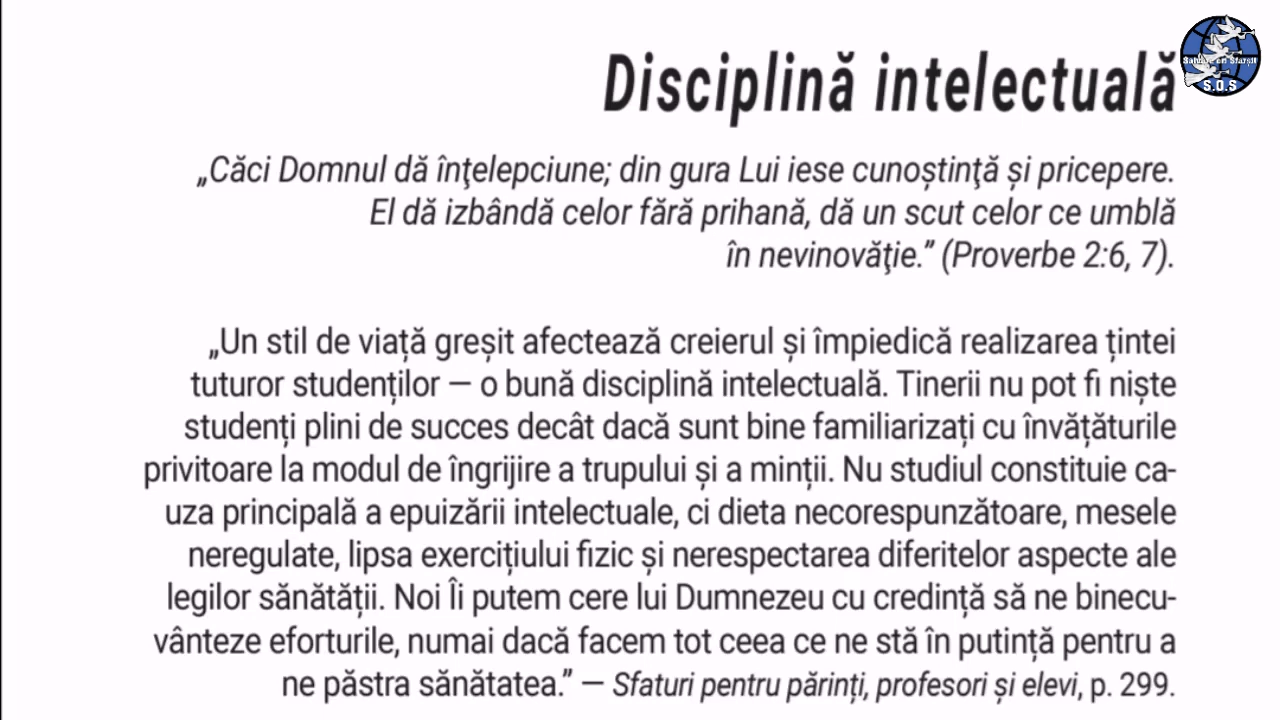 Disciplină intelectuală
„Căci Domnul dă înţelepciune; din gura Lui iese cunoștinţă și pricepere.
El dă izbândă celor fără prihană, dă un scut celor ce umblă
în nevinovăţie.” (Proverbe 2:6, 7).
„Un stil de viață greșit afectează creierul și împiedică realizarea țintei
tuturor studenților — o bună disciplină intelectuală. Tinerii nu pot fi niște
studenți plini de succes decât dacă sunt bine familiarizați cu învățăturile
privitoare la modul de îngrijire a trupului și a minții. Nu studiul constituie ca-
uza principală a epuizării intelectuale, ci dieta necorespunzătoare, mesele
neregulate, lipsa exercițiului fizic și nerespectarea diferitelor aspecte ale
legilor sănătății. Noi Îi putem cere lui Dumnezeu cu credință să ne binecu-
vânteze eforturile, numai dacă facem tot ceea ce ne stă în putință pentru a
ne păstra sănătatea.” — Sfaturi pentru părinți, profesori și elevi, p. 299.
S.O.S